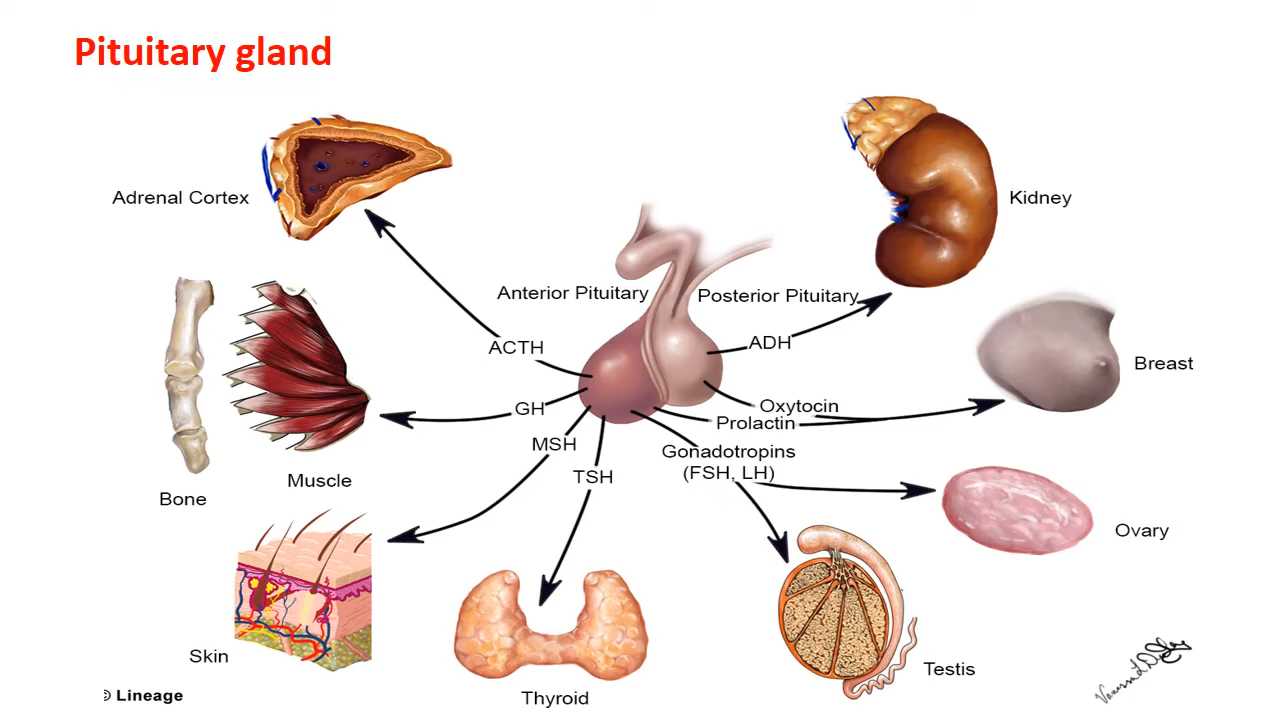 Pituitary gland
Adrenal Cortex
Kidney
Anterior Pituitary
Posterior Pituitary
ACTH
ADH
Breast
GH
Oxytocin
Prolactin
MSH
Gonadotropins
(FSH, LH)
TSH
Muscle
Bone
Ovary
Skin
Testis
Thyroid
Lineage